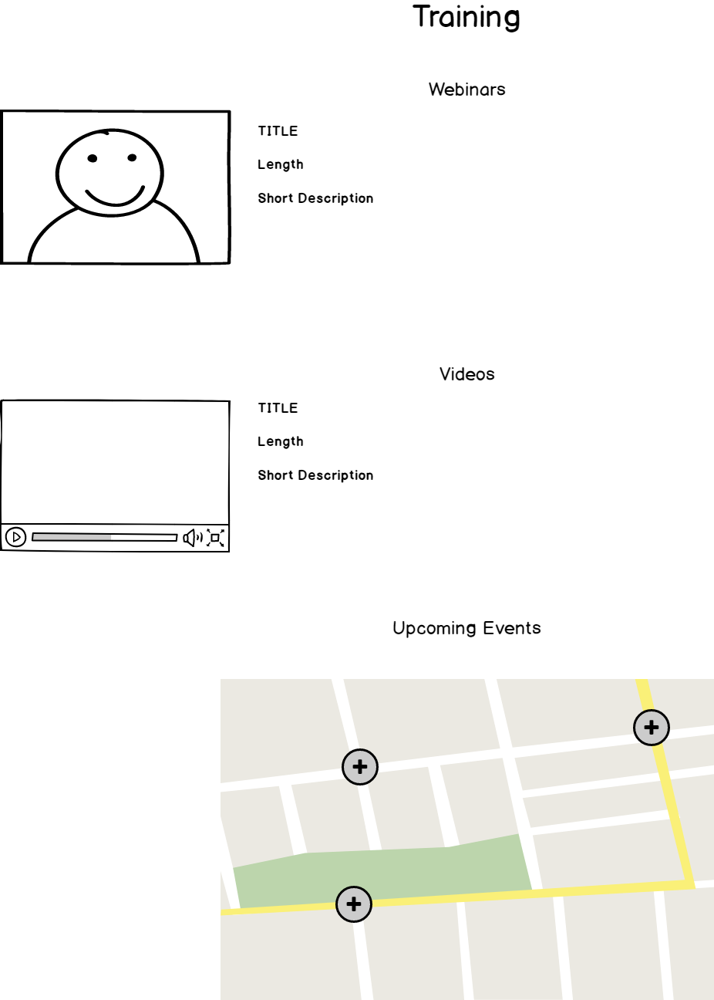 Training
Webinars
TITLE
Length
Short Description
Videos
TITLE
Length
Short Description
Upcoming Events